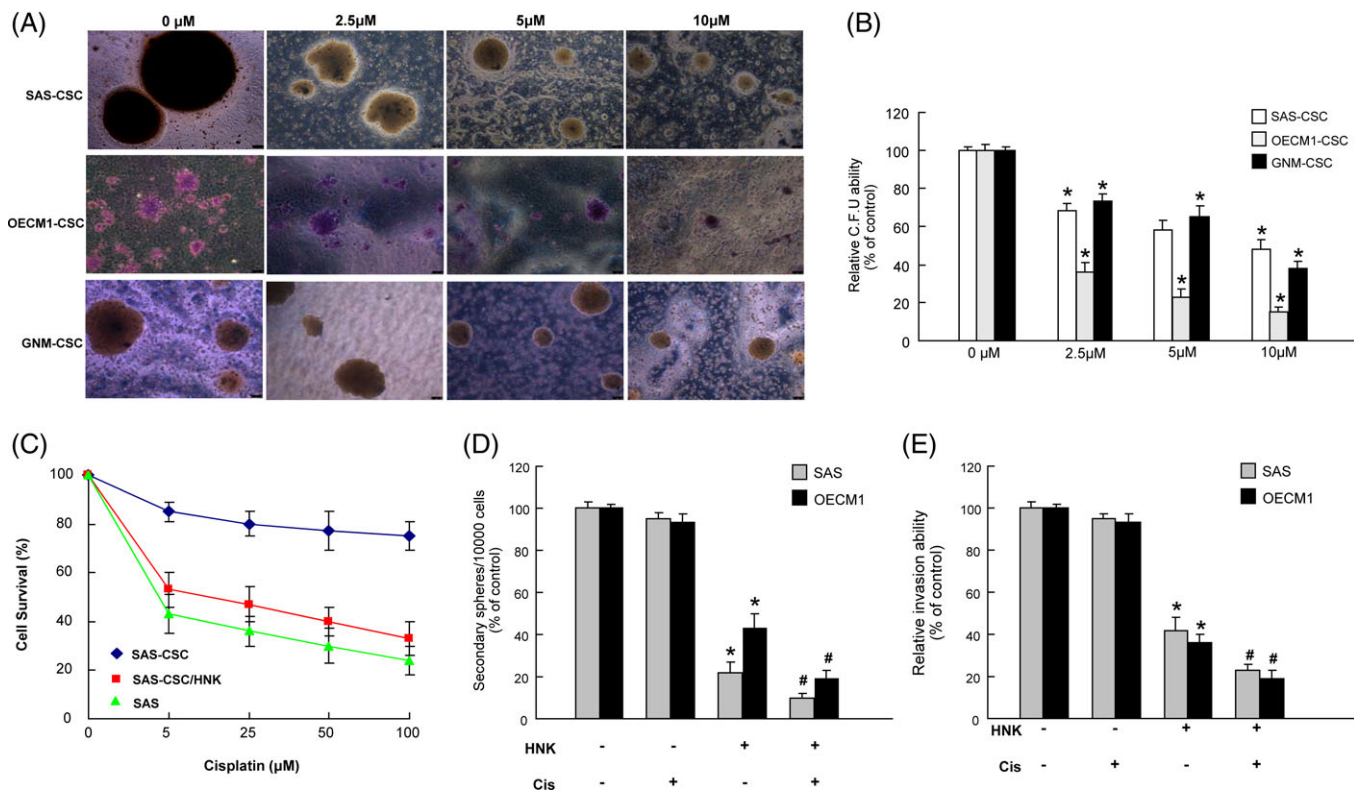 (A)
0 µM 2.5µM 5µM 10µM
SAS-CSC
OECM1-CSC
GNM-CSC
(B)
Relative C.F.U ability
(% of control)
120
100
80
60
40
20
0
SAS-CSC
OECM1-CSC
GNM-CSC
* *
*
*
*
*
*
*
0 µM 2.5µM 5µM 10µM
(C)
Cell Survival (%)
100
80
60
40
20
0
SAS-CSC
SAS-CSC/HNK
SAS
0 5 25 50 100
Cisplatin (µM)
(D)
Secondary spheres/10000 cells
(% of control)
120
100
80
60
40
20
0
SAS
OECM1
* *
# #
HNK - - + +
Cis - + - +
(E)
Relative invasion ability
(% of control)
120
100
80
60
40
20
0
SAS
OECM1
* *
# #
HNK - - + +
Cis - + - +